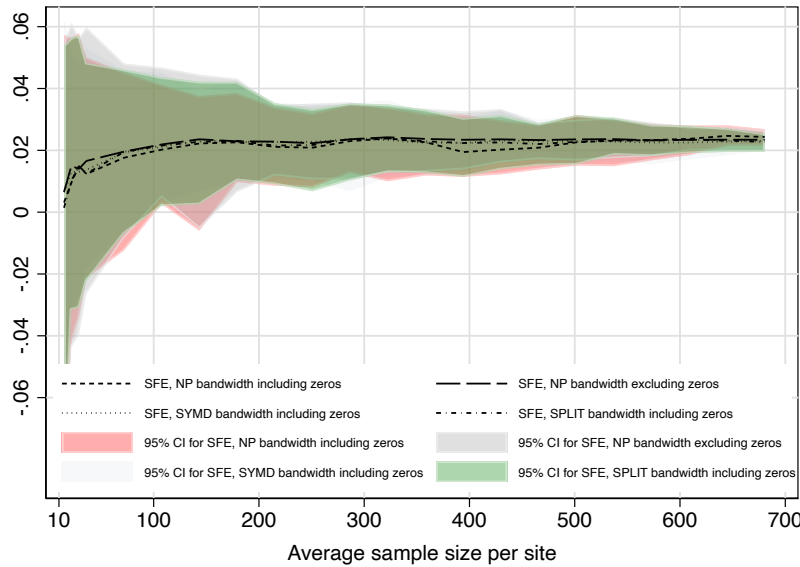 .06
.04
.02
0
-.02
-.04
-.06
SFE, NP bandwidth including zeros
SFE, NP bandwidth excluding zeros
SFE, SYMD bandwidth including zeros
SFE, SPLIT bandwidth including zeros
95% CI for SFE, NP bandwidth including zeros
95% CI for SFE, NP bandwidth excluding zeros
95% CI for SFE, SYMD bandwidth including zeros
95% CI for SFE, SPLIT bandwidth including zeros
10 100 200 300 400 500 600 700
Average sample size per site